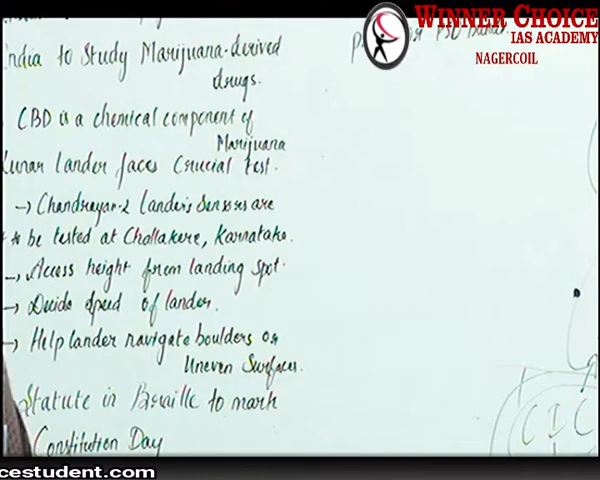 WINNER CHOICE
IAS ACADEMY
NAGERCOIL
India to Study Marijuana-derived
drugs.
CBD is a chemical component of
Marijuana
Lunar lander faces Crucial test.
→ Chandrayan-2 lander's sensors are
to be tested at Challakere, Karnataka.
→ Access height from landing spot.
→ Decide speed of lander.
→ Help lander navigate boulders or
Uneven Surfaces.
Statute in Braille to mark
Constitution Day
cestudent.com